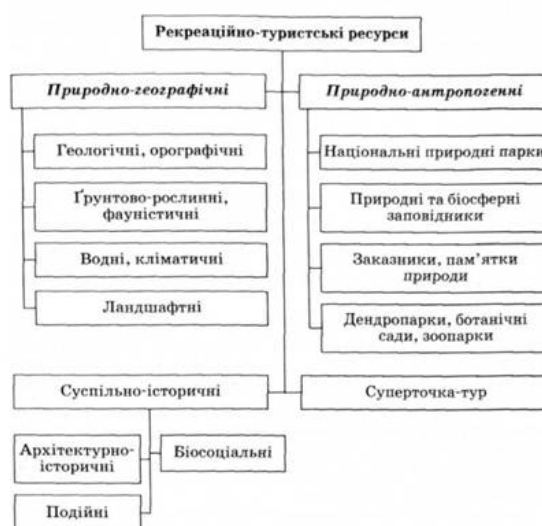 Рекреаційно-туристські ресурси
Природно-географічні
Природно-антропогенні
Геологічні, орографічні
Ґрунтово-рослинні,
фауністичні
Водні, кліматичні
Ландшафтні
Національні природні парки
Природні та біосферні
заповідники
Заказники, пам’ятки
природи
Дендропарки, ботанічні
сади, зоопарки
Суспільно-історичні
Суперточка-тур
Архітектурно-
історичні
Біосоціальні
Подійні